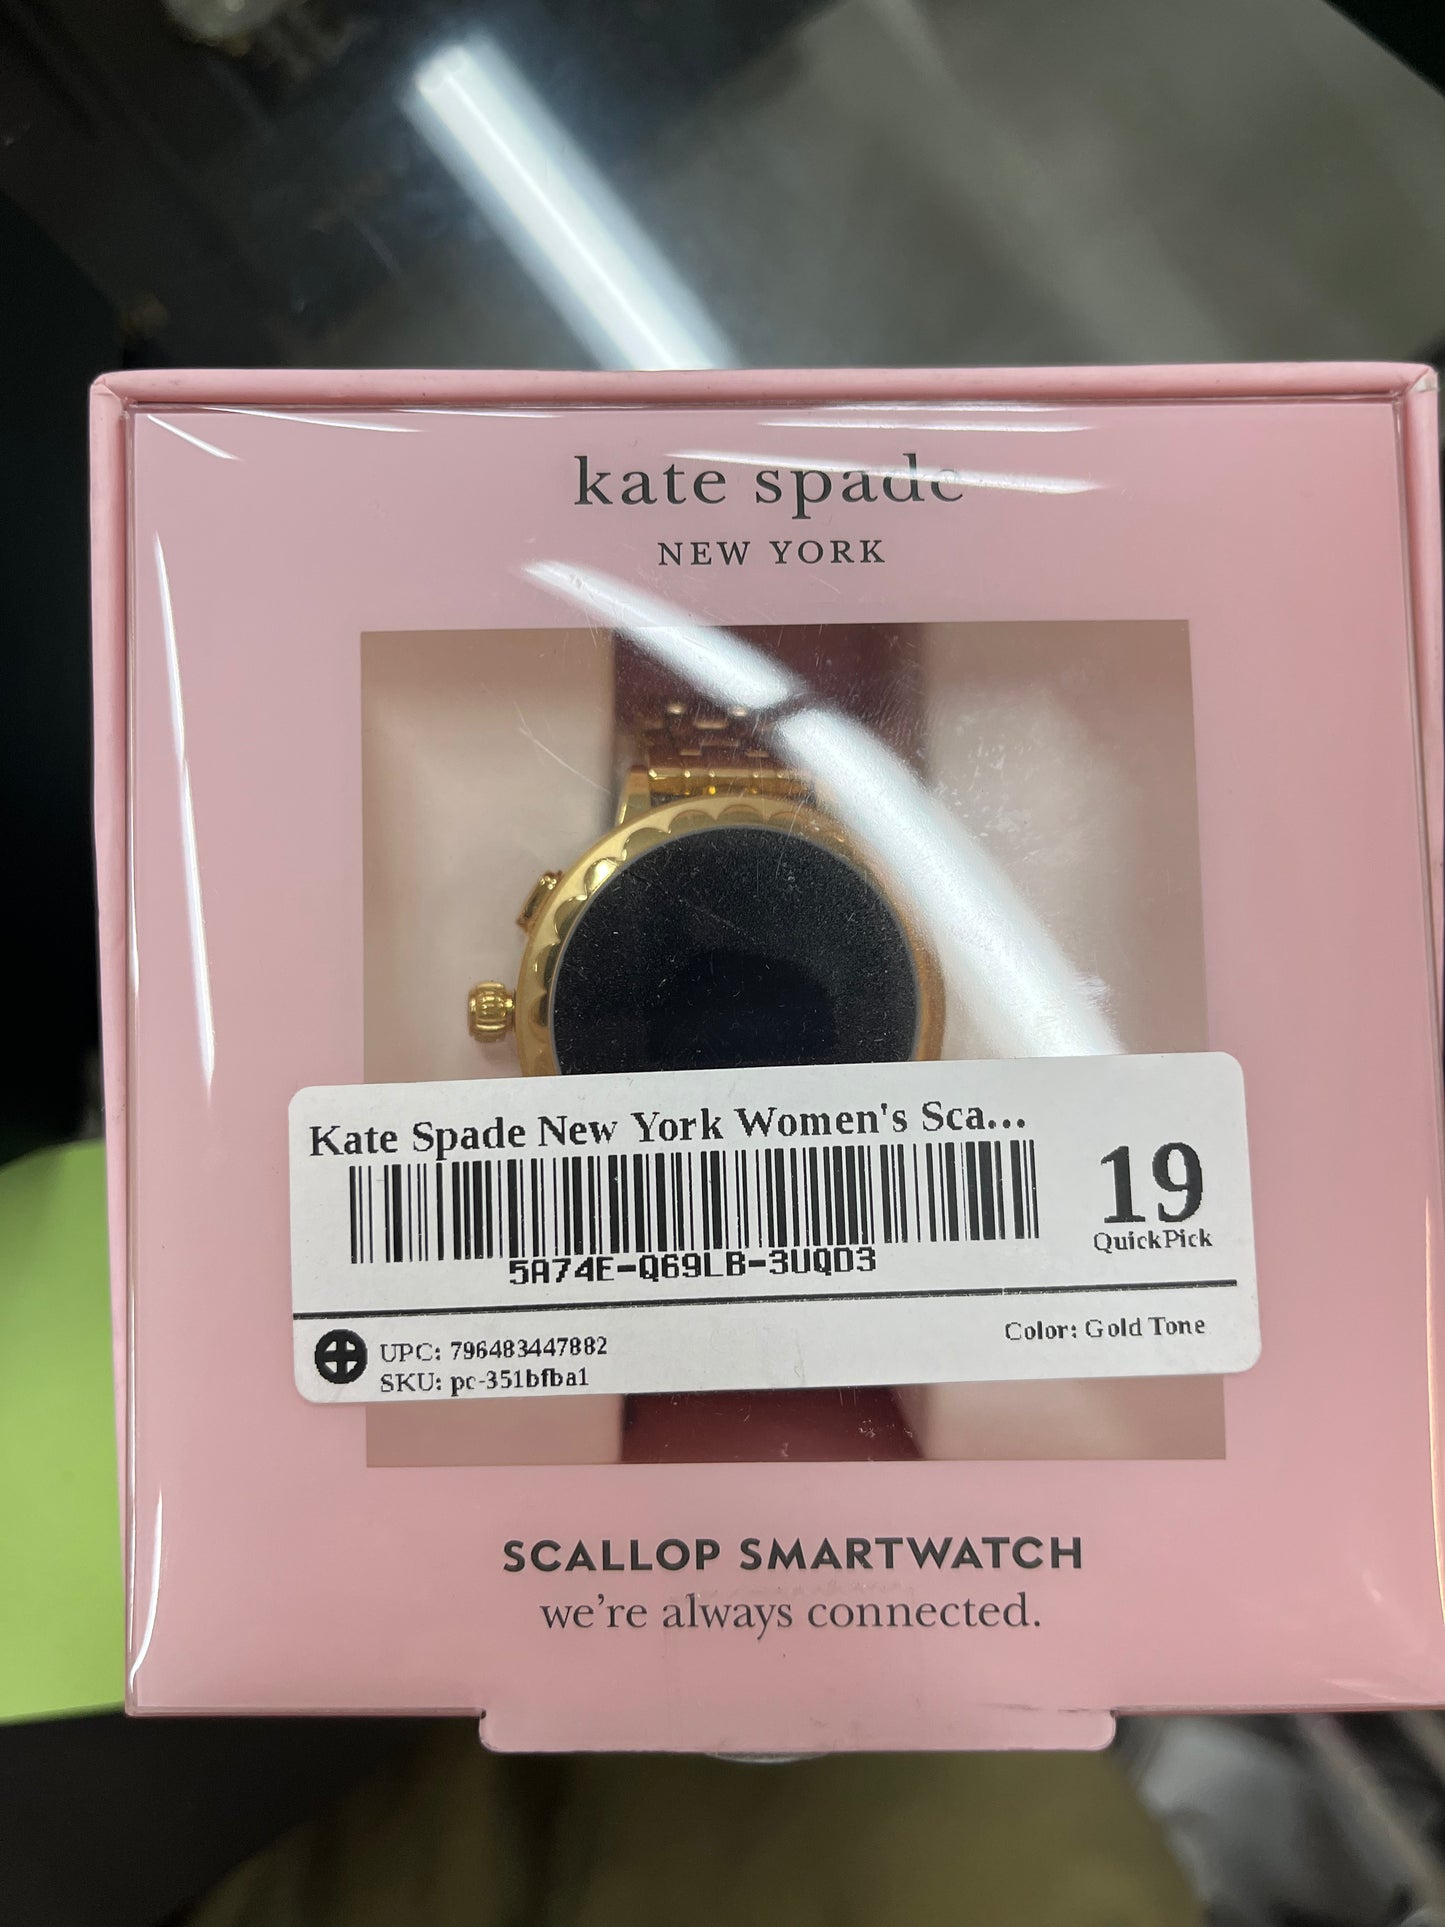 kate spade
NEW YORK
Kate Spade New York Women's Sca...
19
QuickPick
5A74E-Q69LB-3UQD3
UPC: 796483447882
SKU: pc-351bfba1
Color: Gold Tone
SCALLOP SMARTWATCH
we're always connected.